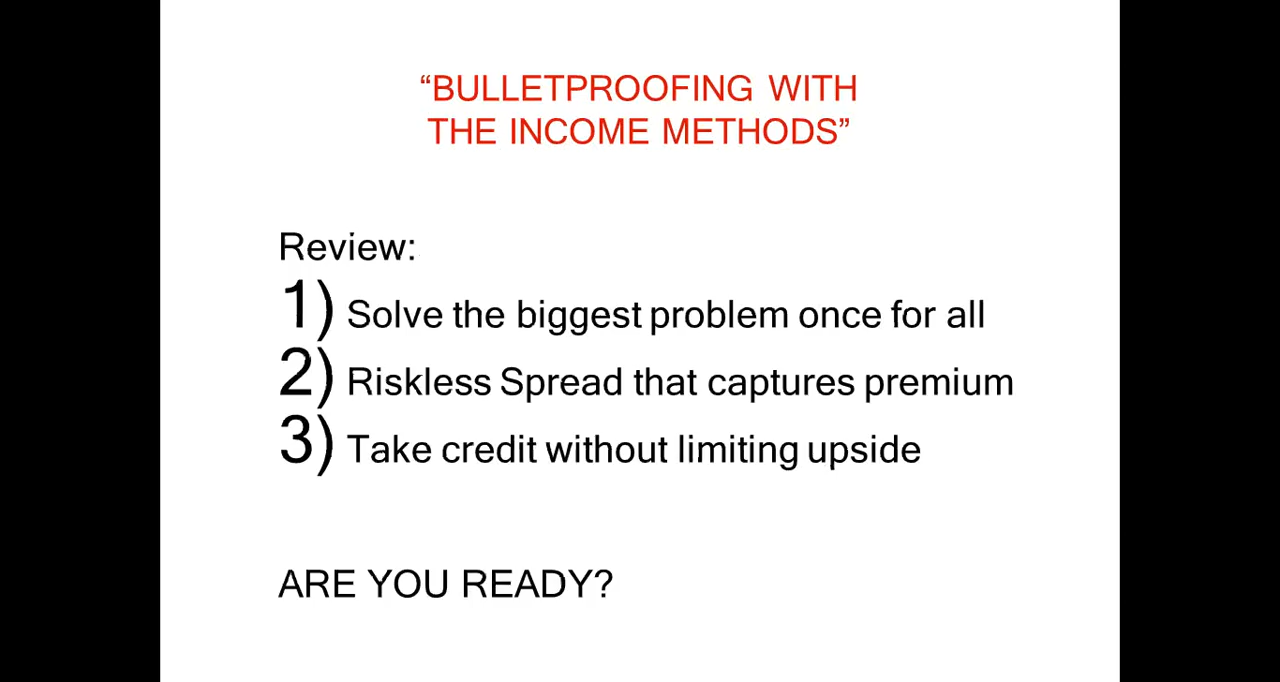 “BULLETPROOFING WITH
THE INCOME METHODS”
Review:
1) Solve the biggest problem once for all
2) Riskless Spread that captures premium
3) Take credit without limiting upside
ARE YOU READY?